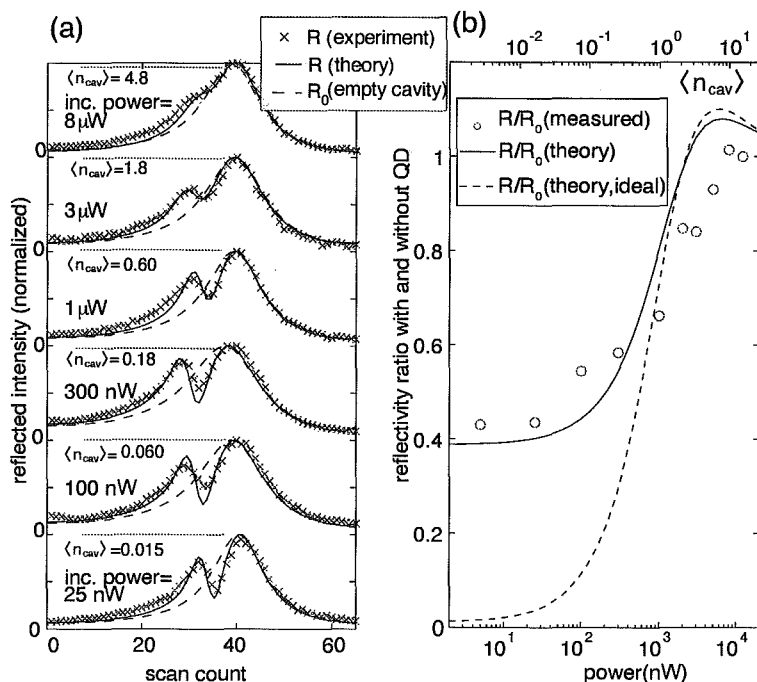 (a)
× R (experiment)
R (theory)
R₀(empty cavity)
⟨n_cav⟩ = 4.8
inc. power=
8μW
0
⟨n_cav⟩=1.8
3μW
0
⟨n_cav⟩ = 0.60
1μW
0
⟨n_cav⟩=0.18
300 nW
0
⟨n_cav⟩=0.060
100 nW
0
⟨n_cav⟩=0.015
inc. power=
25 nW
0
0 20 40 60
scan count
reflected intensity (normalized)
(b)
10⁻² 10⁻¹ 10⁰ 10¹
⟨n_cav⟩
R/R₀(measured)
R/R₀(theory)
R/R₀(theory,ideal)
1
0.8
0.6
0.4
0.2
0
10¹ 10² 10³ 10⁴
power(nW)
reflectivity ratio with and without QD